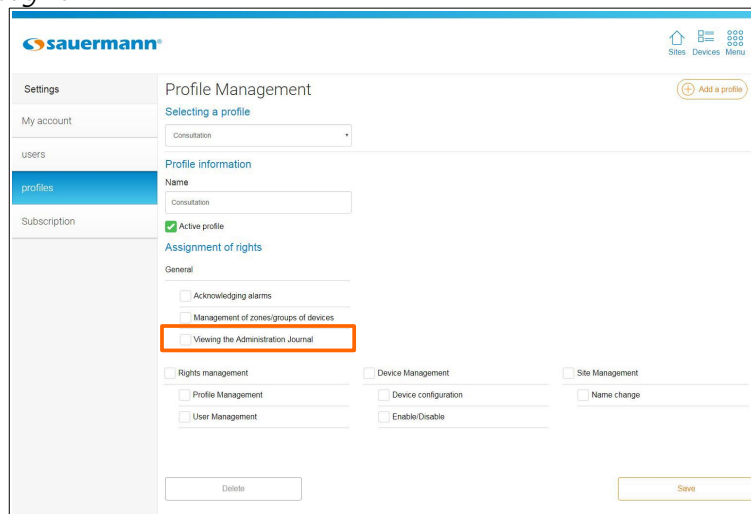 sauermann®
Sites Devices Menu
Settings
My account
users
profiles
Subscription
Profile Management
Add a profile
Selecting a profile
Consultation
Profile information
Name
Consultation
Active profile
Assignment of rights
General
Acknowledging alarms
Management of zones/groups of devices
Viewing the Administration Journal
Rights management
Profile Management
User Management
Device Management
Device configuration
Enable/Disable
Site Management
Name change
Delete
Save